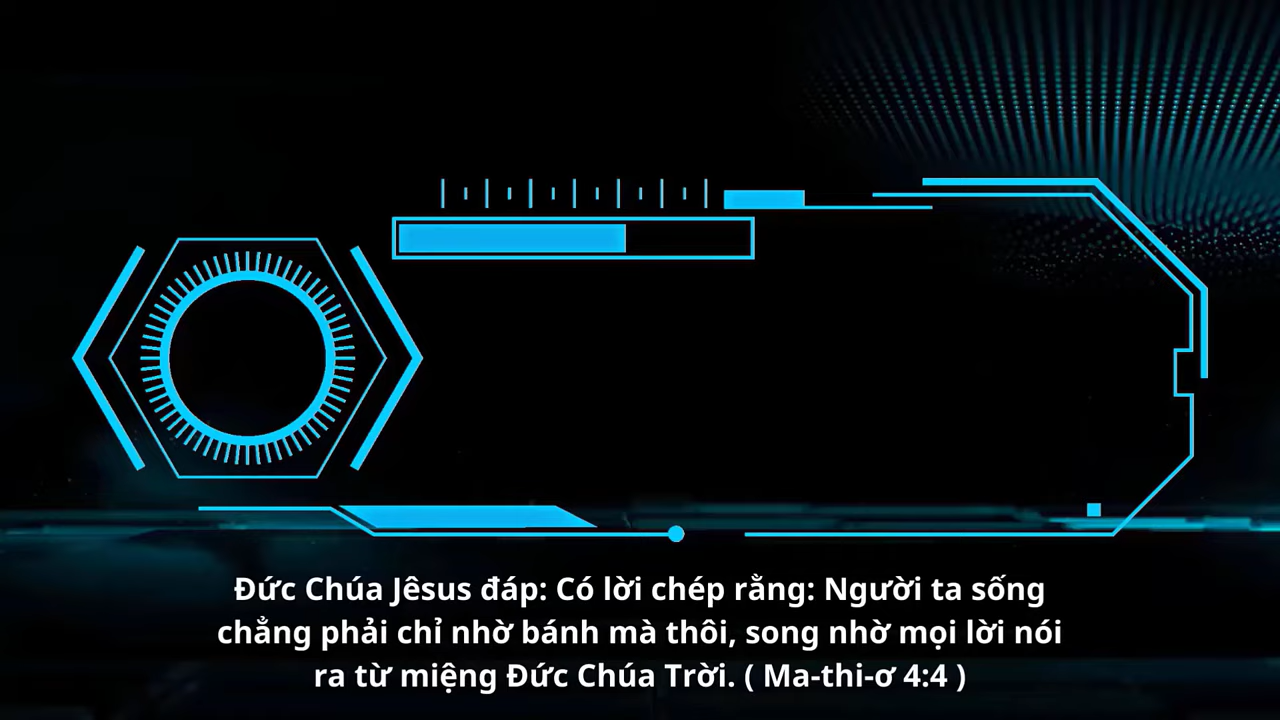 Đức Chúa Jêsus đáp: Có lời chép rằng: Người ta sống
chẳng phải chỉ nhờ bánh mà thôi, song nhờ mọi lời nói
ra từ miệng Đức Chúa Trời. ( Ma-thi-ơ 4:4 )